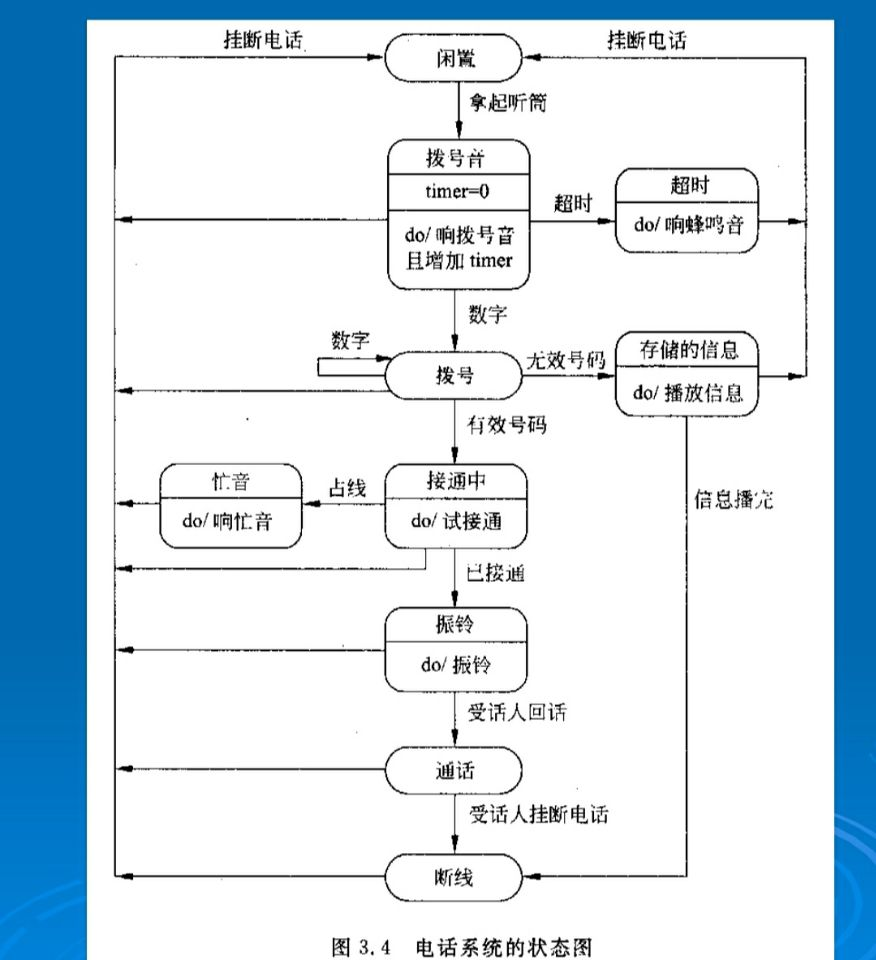 挂断电话
闲置
挂断电话
拿起听筒
拨号音
timer=0
do/ 响拨号音
且增加 timer
超时
超时
do/ 响蜂鸣音
数字
数字
拨号
无效号码
存储的信息
do/ 播放信息
有效号码
忙音
do/ 响忙音
占线
接通中
do/ 试接通
信息播完
已接通
振铃
do/ 振铃
受话人回话
通话
受话人挂断电话
断线
图 3.4 电话系统的状态图